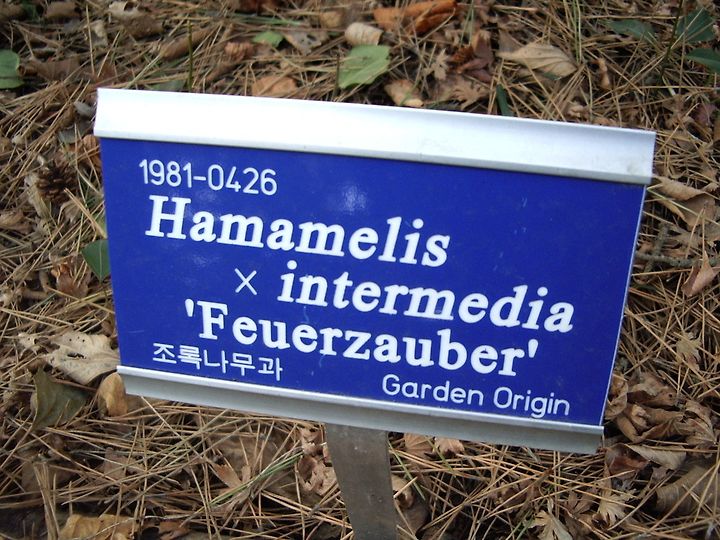 1981-0426
Hamamelis
× intermedia
'Feuerzauber'
조록나무과
Garden Origin